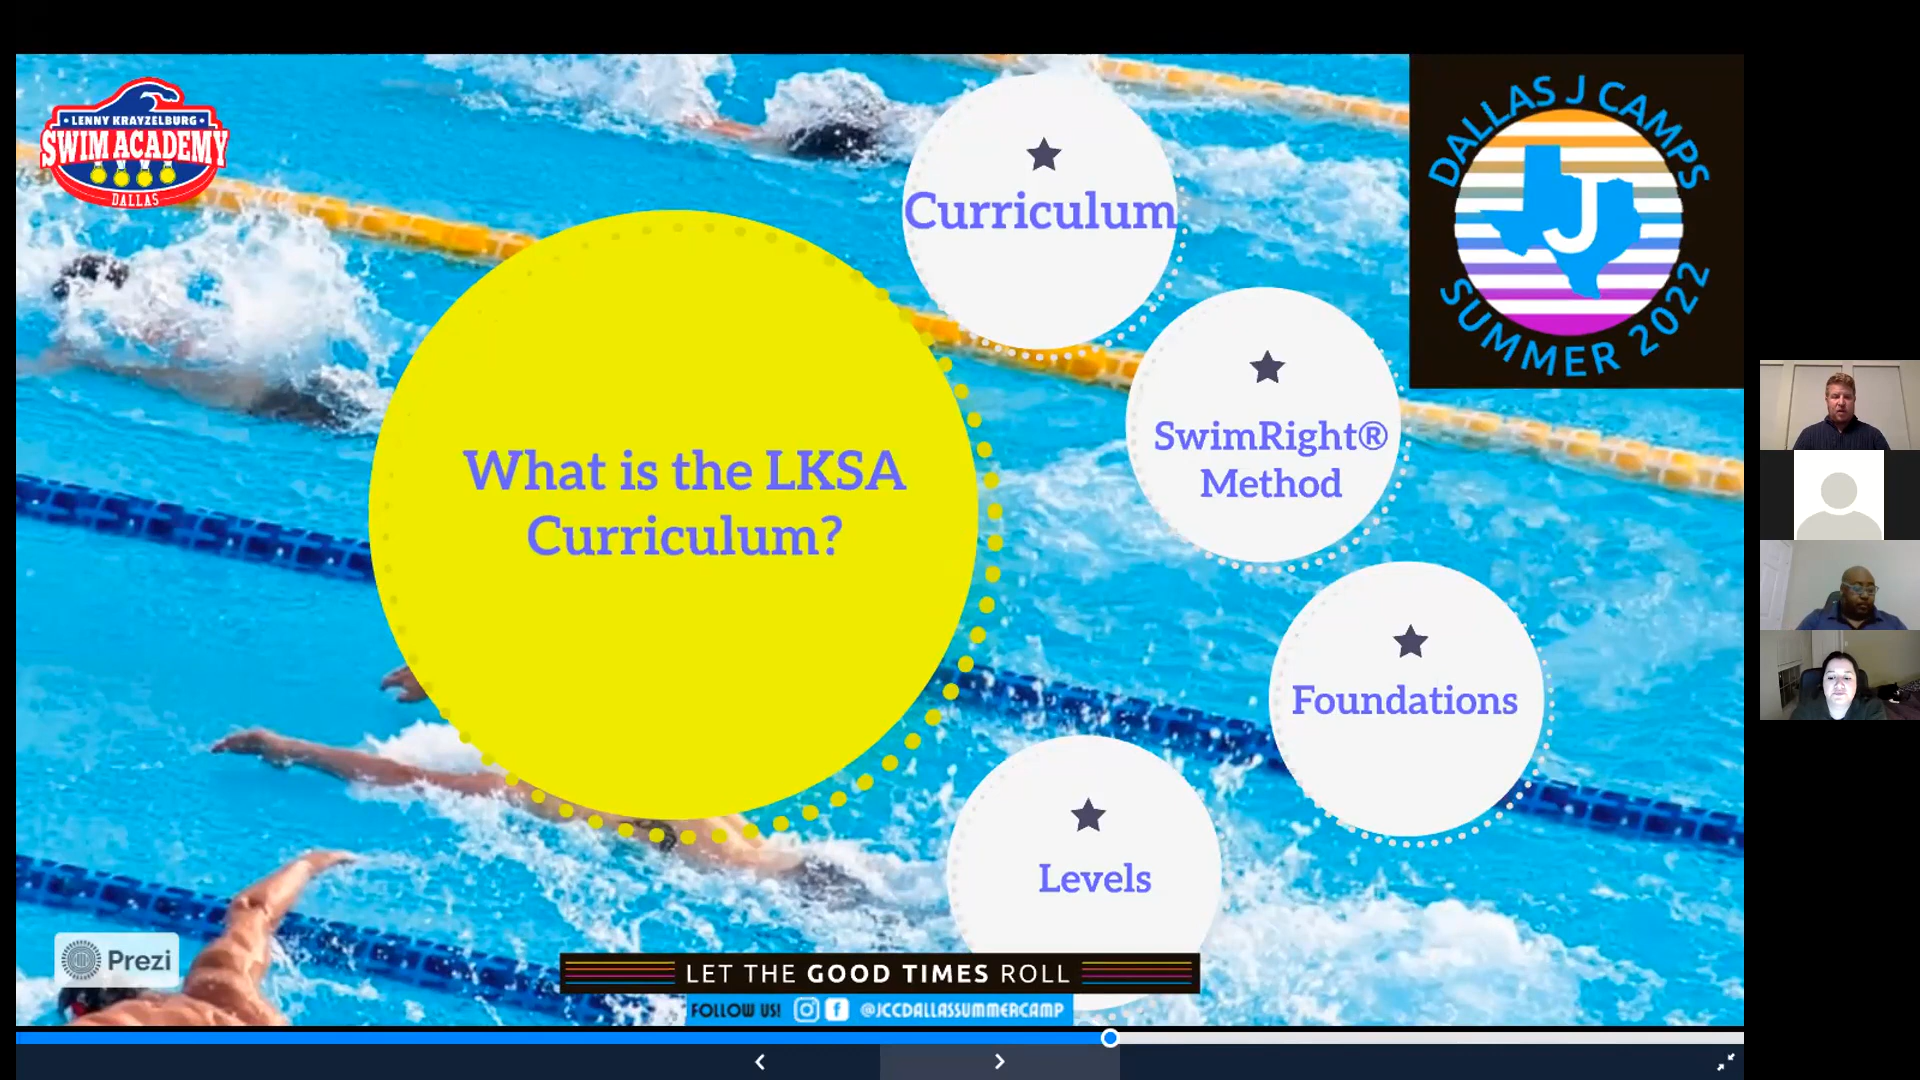 LENNY KRAYZELBURG
SWIM ACADEMY
DALLAS
DALLAS J CAMPS
J
SUMMER 2022
Curriculum
SwimRight®
Method
What is the LKSA
Curriculum?
Foundations
Levels
Prezi
LET THE GOOD TIMES ROLL
FOLLOW US! @JCCDALLASSUMMERCAMP